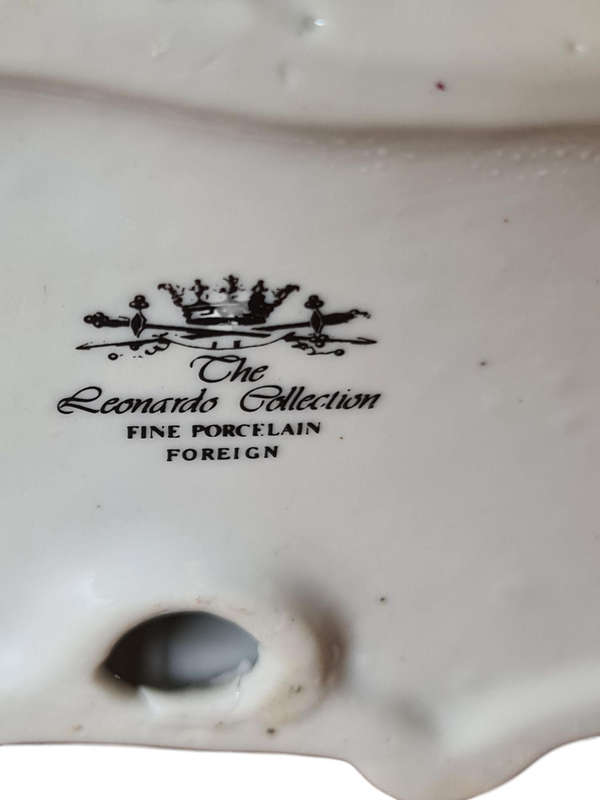 The
Leonardo Collection
FINE PORCELAIN
FOREIGN